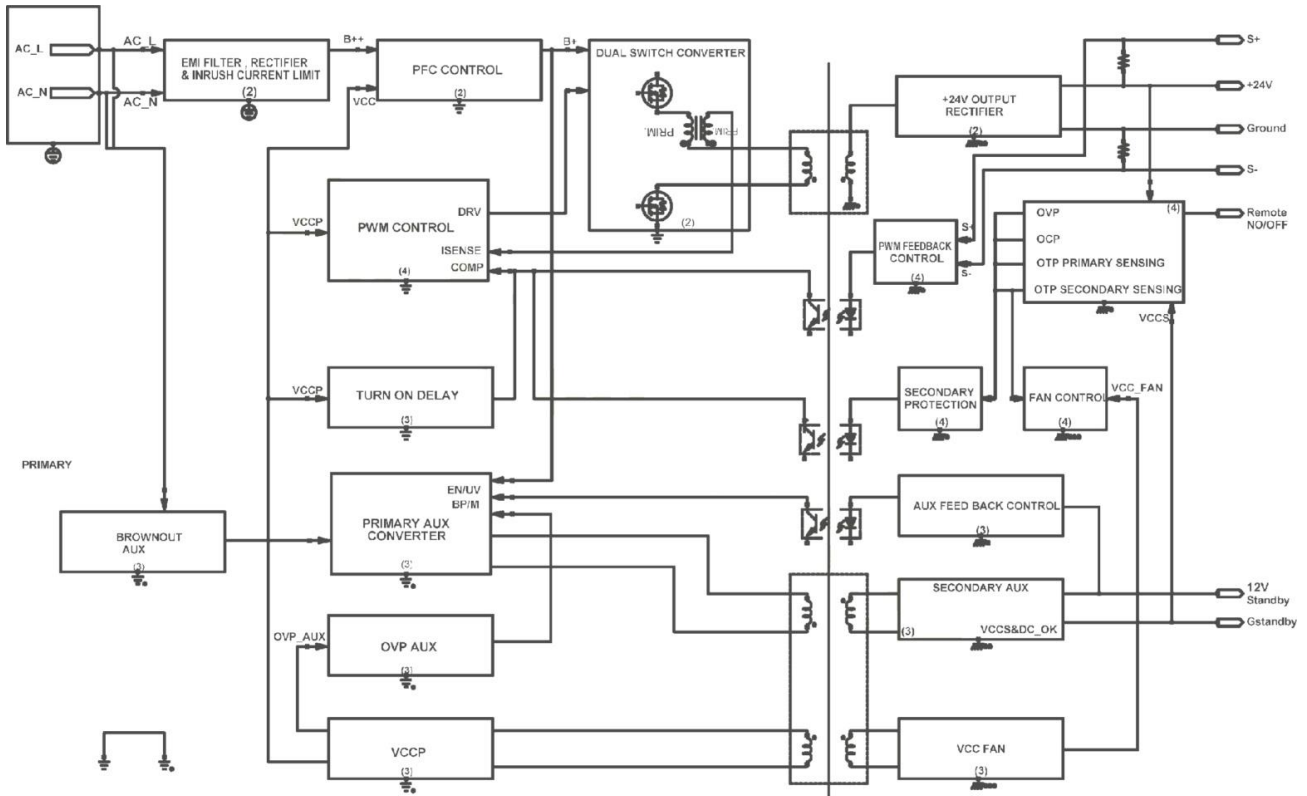 AC_L
AC_N
AC_L
AC_N
EMI FILTER , RECTIFIER
& INRUSH CURRENT LIMIT
(2)
B++
VCC
PFC CONTROL
(2)
B+
DUAL SWITCH CONVERTER
PRIM.
PRIM.
(2)
+24V OUTPUT
RECTIFIER
(2)
S+
+24V
Ground
S-
Remote
NO/OFF
VCCP
PWM CONTROL
(4)
DRV
ISENSE
COMP
PWM FEEDBACK
CONTROL
(4)
S+
S-
(4)
OVP
OCP
OTP PRIMARY SENSING
OTP SECONDARY SENSING
VCCS
VCCP
TURN ON DELAY
(3)
SECONDARY
PROTECTION
(4)
FAN CONTROL
(4)
VCC_FAN
PRIMARY
BROWNOUT
AUX
(3)
EN/UV
BP/M
PRIMARY AUX
CONVERTER
(3)
AUX FEED BACK CONTROL
(3)
SECONDARY AUX
(3)
VCCS&DC_OK
12V
Standby
Gstandby
OVP_AUX
OVP AUX
(3)
VCCP
(3)
VCC FAN
(3)